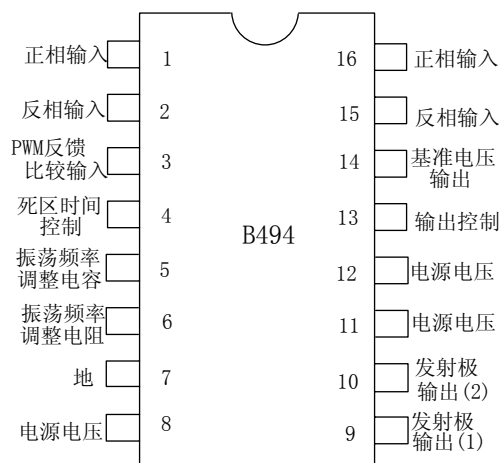 正相输入
1
16
正相输入
反相输入
2
15
反相输入
PWM反馈
比较输入
3
14
基准电压
输出
死区时间
控制
4
13
输出控制
B494
振荡频率
调整电容
5
12
电源电压
振荡频率
调整电阻
6
11
电源电压
地
7
10
发射极
输出(2)
电源电压
8
9
发射极
输出(1)